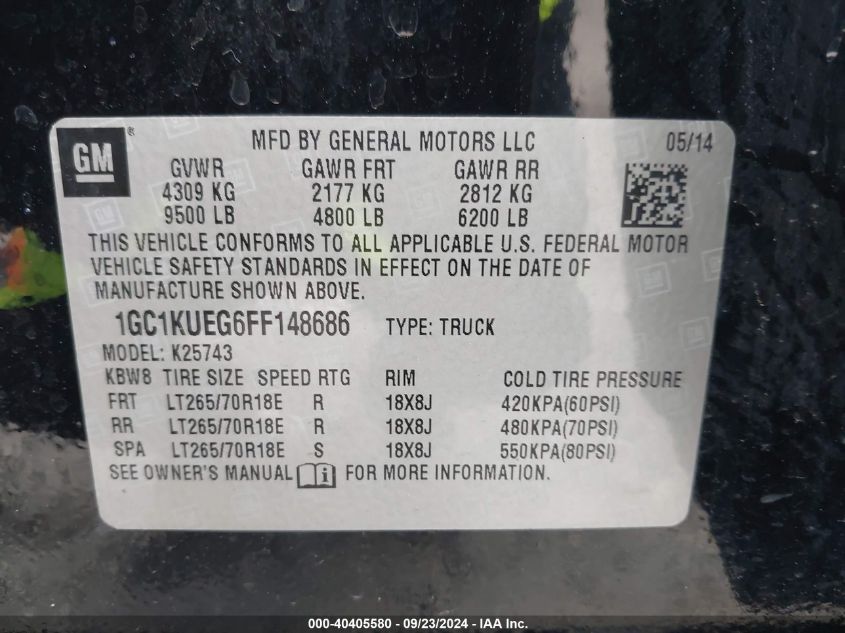 GM ® MFD BY GENERAL MOTORS LLC 05/14
GVWR GAWR FRT GAWR RR
4309 KG 2177 KG 2812 KG
9500 LB 4800 LB 6200 LB
THIS VEHICLE CONFORMS TO ALL APPLICABLE U.S. FEDERAL MOTOR
VEHICLE SAFETY STANDARDS IN EFFECT ON THE DATE OF
MANUFACTURE SHOWN ABOVE.
1GC1KUEG6FF148686 TYPE: TRUCK
MODEL: K25743
KBW8 TIRE SIZE SPEED RTG RIM COLD TIRE PRESSURE
FRT LT265/70R18E R 18X8J 420KPA(60PSI)
RR LT265/70R18E R 18X8J 480KPA(70PSI)
SPA LT265/70R18E S 18X8J 550KPA(80PSI)
SEE OWNER'S MANUAL i FOR MORE INFORMATION.
000-40405580 - 09/23/2024 - IAA Inc.